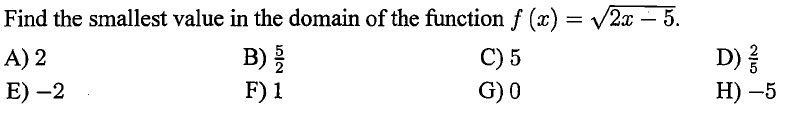 Find the smallest value in the domain of the function f (x) = √(2x − 5).
A) 2 B) 5/2 C) 5 D) 2/5
E) −2 F) 1 G) 0 H) −5